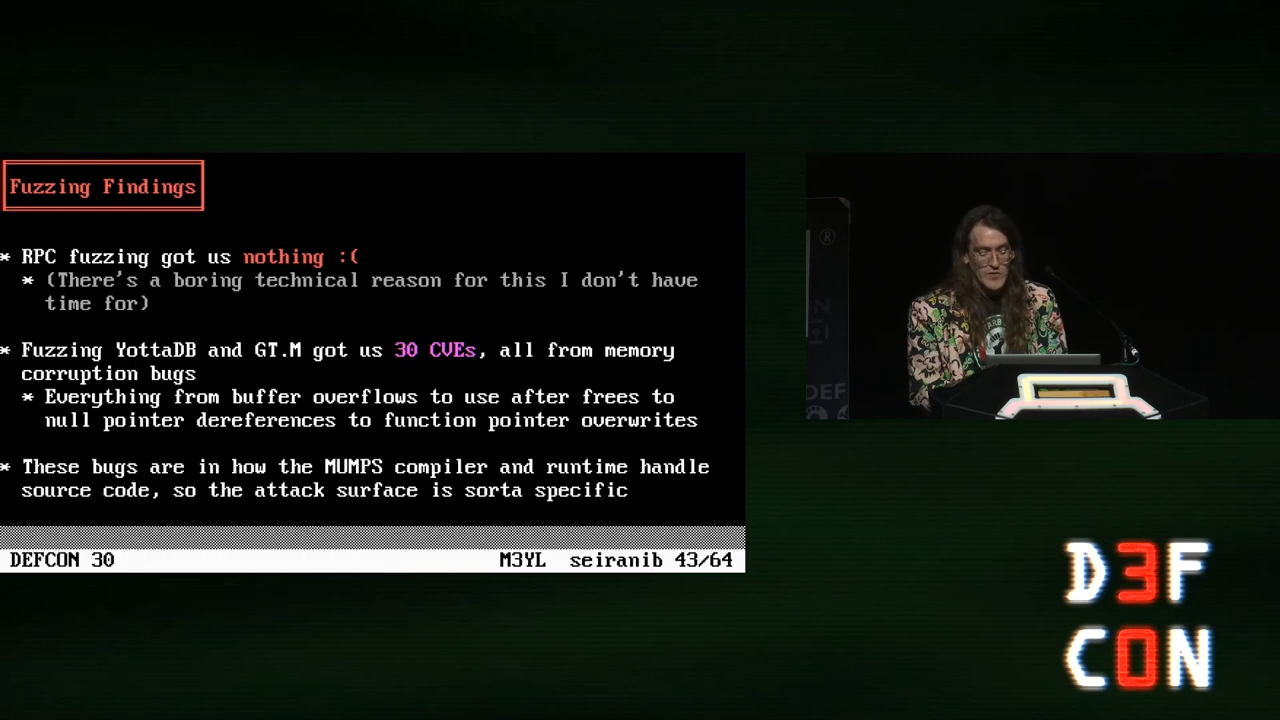 Fuzzing Findings
* RPC fuzzing got us nothing :(
* (There's a boring technical reason for this I don't have
time for)
* Fuzzing YottaDB and GT.M got us 30 CVEs, all from memory
corruption bugs
* Everything from buffer overflows to use after frees to
null pointer dereferences to function pointer overwrites
* These bugs are in how the MUMPS compiler and runtime handle
source code, so the attack surface is sorta specific
DEFCON 30 M3YL seiranib 43/64
®
DEF
D3F
C0N